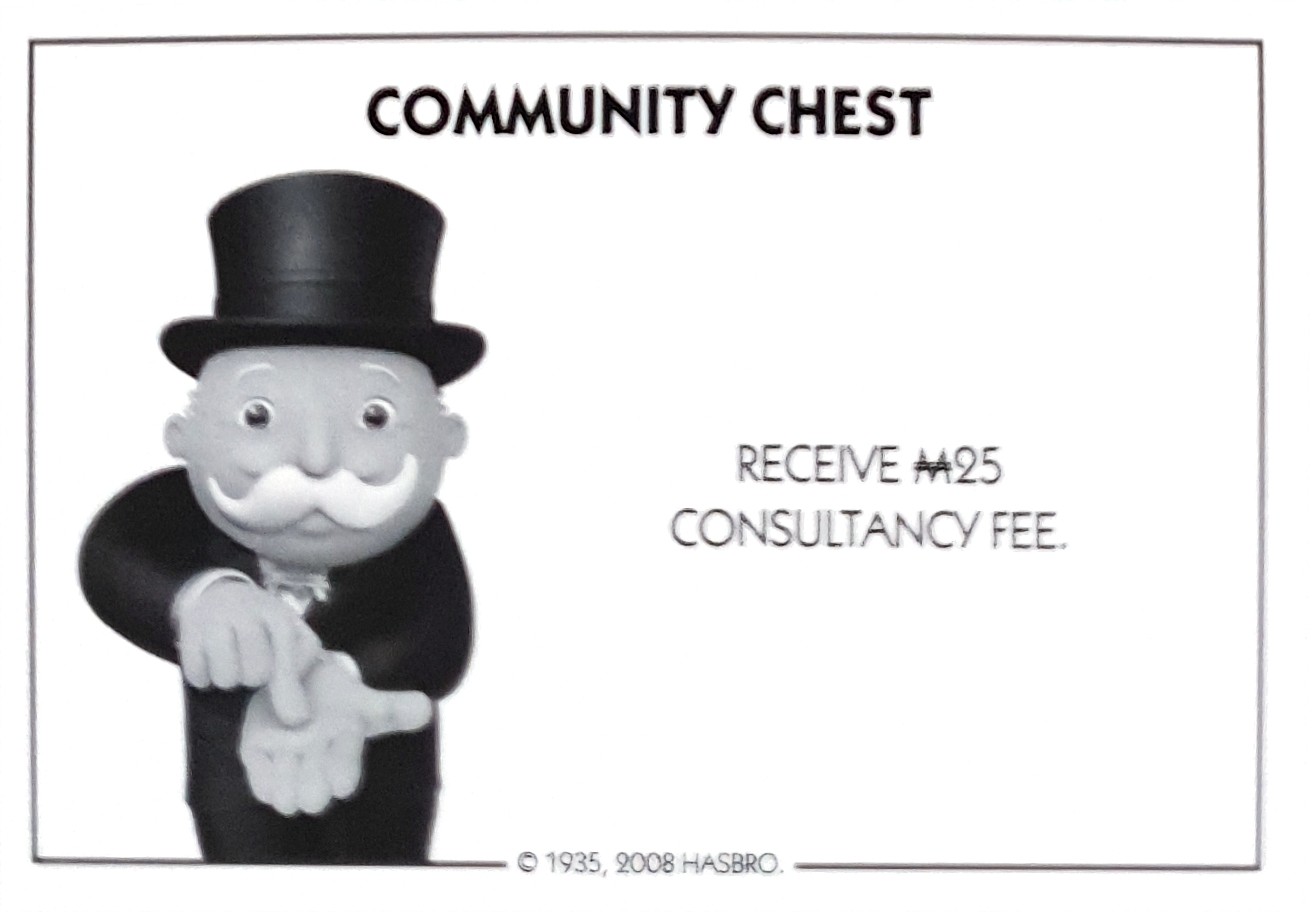 COMMUNITY CHEST
RECEIVE ₩25
CONSULTANCY FEE.
© 1935, 2008 HASBRO.